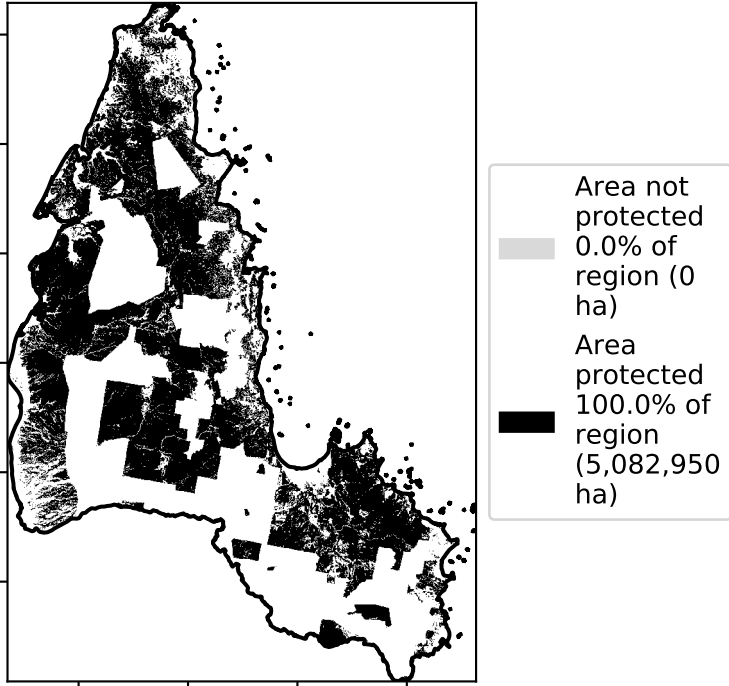 Area not
protected
0.0% of
region (0
ha)
Area
protected
100.0% of
region
(5,082,950
ha)